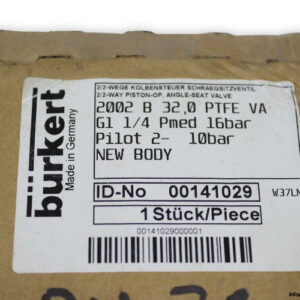 bürkert
Made in Germany
2/2-WEGE KOLBENSTEUER SCHRAEGSITZVENTIL
2/2-WAY PISTON-OP. ANGLE-SEAT VALVE
2002 B 32,0 PTFE VA
G1 1/4 Pmed 16bar
Pilot 2- 10bar
NEW BODY
ID-No 00141029
W37LN
1 Stück/Piece
00141029000001